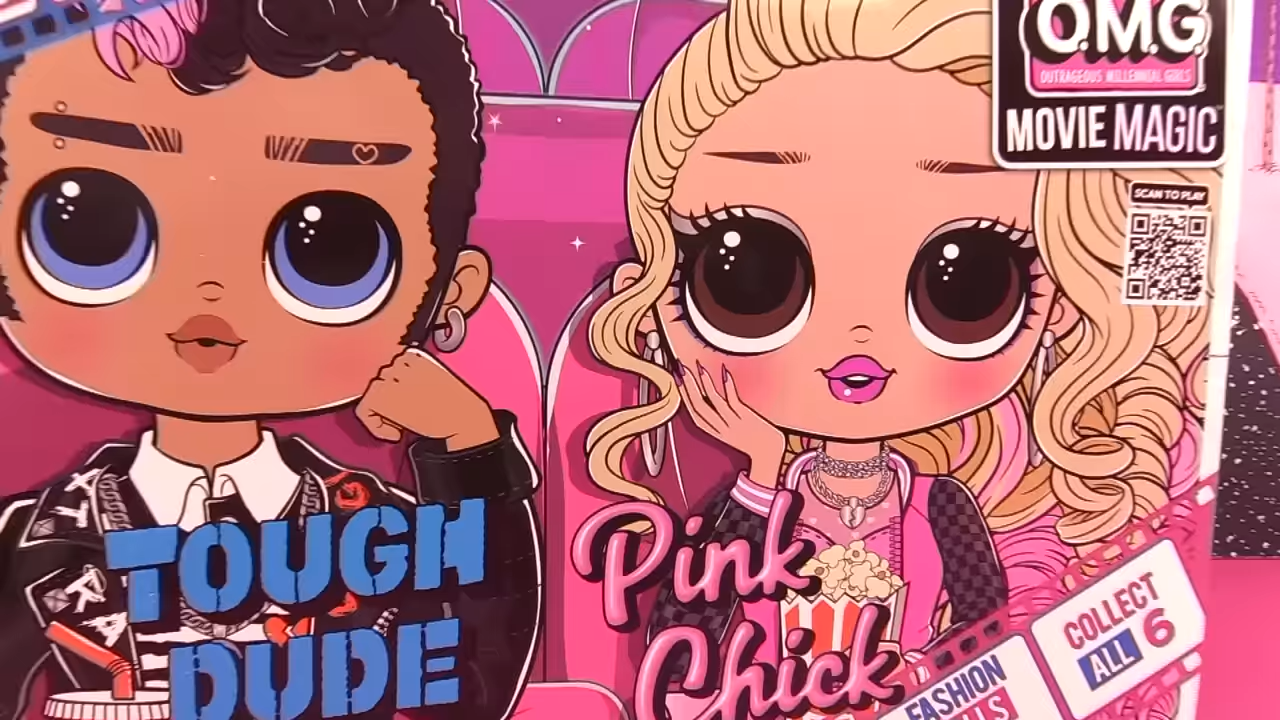 O.M.G.
OUTRAGEOUS MILLENNIAL GIRLS
MOVIE MAGIC
SCAN TO PLAY
TOUGH
DUDE
Pink
Chick
FASHION
COLLECT
ALL 6